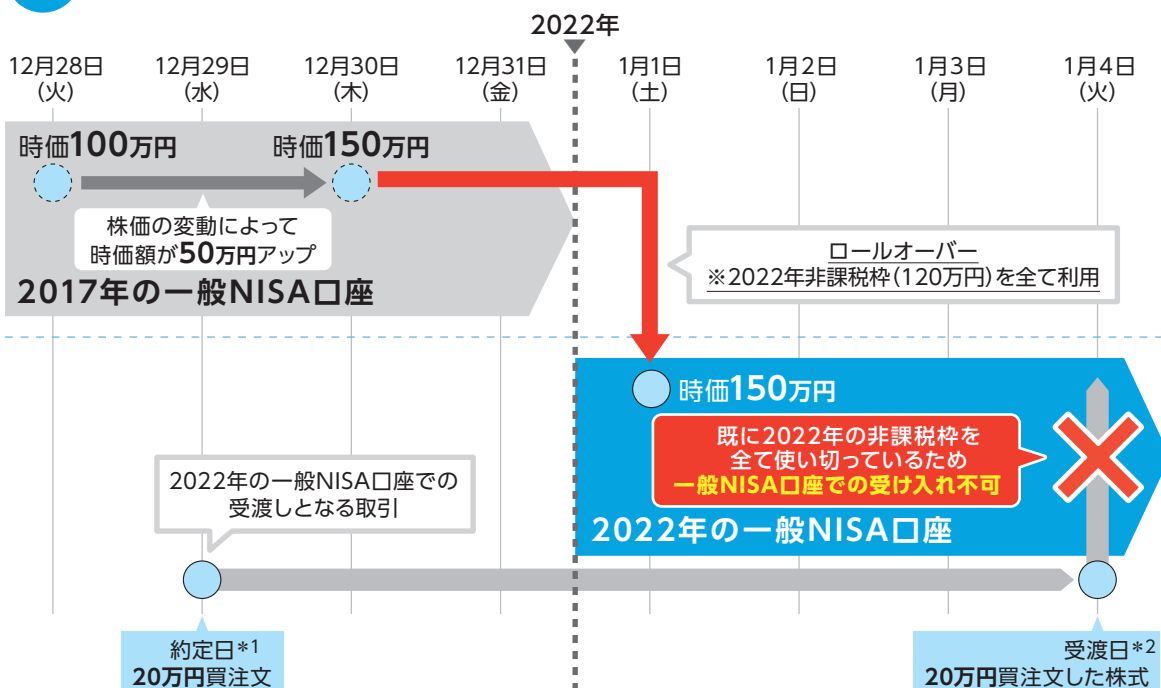 2022年
12月28日
(火)
12月29日
(水)
12月30日
(木)
12月31日
(金)
1月1日
(土)
1月2日
(日)
1月3日
(月)
1月4日
(火)
時価100万円
時価150万円
株価の変動によって
時価額が50万円アップ
2017年の一般NISA口座
ロールオーバー
※2022年非課税枠(120万円)を全て利用
時価150万円
既に2022年の非課税枠を
全て使い切っているため
一般NISA口座での受け入れ不可
2022年の一般NISA口座での
受渡しとなる取引
2022年の一般NISA口座
約定日*1
20万円買注文
受渡日*2
20万円買注文した株式